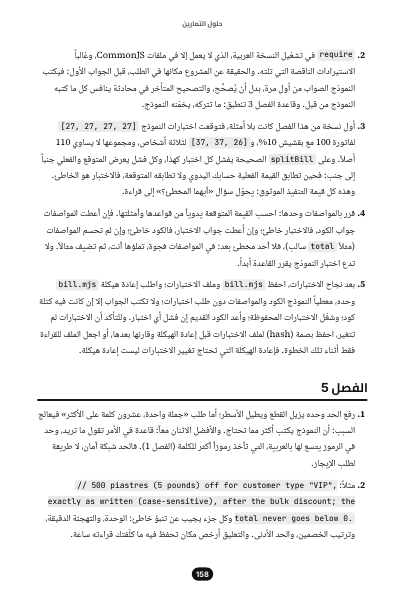 حلول التمارين
2. require في تشغيل النسخة العربية، الذي لا يعمل إلا في ملفات CommonJS، وغالباً
الاستيرادات الناقصة التي تلته. والحقيقة عن المشروع مكانها في الطلب، قبل الجواب الأول: فيكتب
النموذج الصواب من أول مرة، بدل أن يُصحَّح، والتصحيح المتأخر في محادثة ينافس كل ما كتبه
النموذج من قبل. وقاعدة الفصل 3 تنطبق: ما تتركه، يخمّنه النموذج.
3. أول نسخة من هذا الفصل كانت بلا أمثلة، فتوقعت اختبارات النموذج [27, 27, 27, 27]
لفاتورة 100 مع بقشيش 10%، و [37, 37, 36] لثلاثة أشخاص، ومجموعها لا يساوي 110
أصلاً. وعلى splitBill الصحيحة يفشل كل اختبار كهذا، وكل فشل يعرض المتوقع والفعلي جنباً
إلى جنب: فحين تطابق القيمة الفعلية حسابك اليدوي ولا تطابقه المتوقعة، فالاختبار هو الخاطئ.
وهذه كل قيمة التنفيذ الموثوق: يحوّل سؤال «أيهما المخطئ؟» إلى قراءة.
4. قرر بالمواصفات وحدها: احسب القيمة المتوقعة يدوياً من قواعدها وأمثلتها. فإن أعطت المواصفات
جواب الكود، فالاختبار خاطئ؛ وإن أعطت جواب الاختبار، فالكود خاطئ؛ وإن لم تحسم المواصفات
(مثلاً total سالب)، فلا أحد مخطئ بعد: في المواصفات فجوة، تملؤها أنت، ثم تضيف مثالاً. ولا
تدع اختبار النموذج يقرر القاعدة أبداً.
5. بعد نجاح الاختبارات، احفظ bill.mjs وملف الاختبارات؛ واطلب إعادة هيكلة bill.mjs
وحده، معطياً النموذج الكود والمواصفات دون طلب اختبارات؛ ولا تكتب الجواب إلا إن كانت فيه كتلة
كود؛ وشغّل الاختبارات المحفوظة؛ وأعد الكود القديم إن فشل أي اختبار. وللتأكد أن الاختبارات لم
تتغير، احفظ بصمة (hash) لملف الاختبارات قبل إعادة الهيكلة وقارنها بعدها، أو اجعل الملف للقراءة
فقط أثناء تلك الخطوة. فإعادة الهيكلة التي تحتاج تغيير الاختبارات ليست إعادة هيكلة.
الفصل 5
1. رفع الحد وحده يزيل القطع ويطيل الأسطر؛ أما طلب «جملة واحدة، عشرون كلمة على الأكثر» فيعالج
السبب: أن النموذج يكتب أكثر مما تحتاج. والأفضل الاثنان معاً: قاعدة في الأمر تقول ما تريد، وحد
في الرموز يتسع لها بالعربية، التي تأخذ رموزاً أكثر للكلمة (الفصل 1). فالحد شبكة أمان، لا طريقة
لطلب الإيجاز.
2. مثلاً: // 500 piastres (5 pounds) off for customer type "VIP",
exactly as written (case-sensitive), after the bulk discount; the
total never goes below 0. وكل جزء يجيب عن تنبؤ خاطئ: الوحدة، والتهجئة الدقيقة،
وترتيب الخصمين، والحد الأدنى. والتعليق أرخص مكان تحفظ فيه ما كلّفتك قراءته ساعة.
158